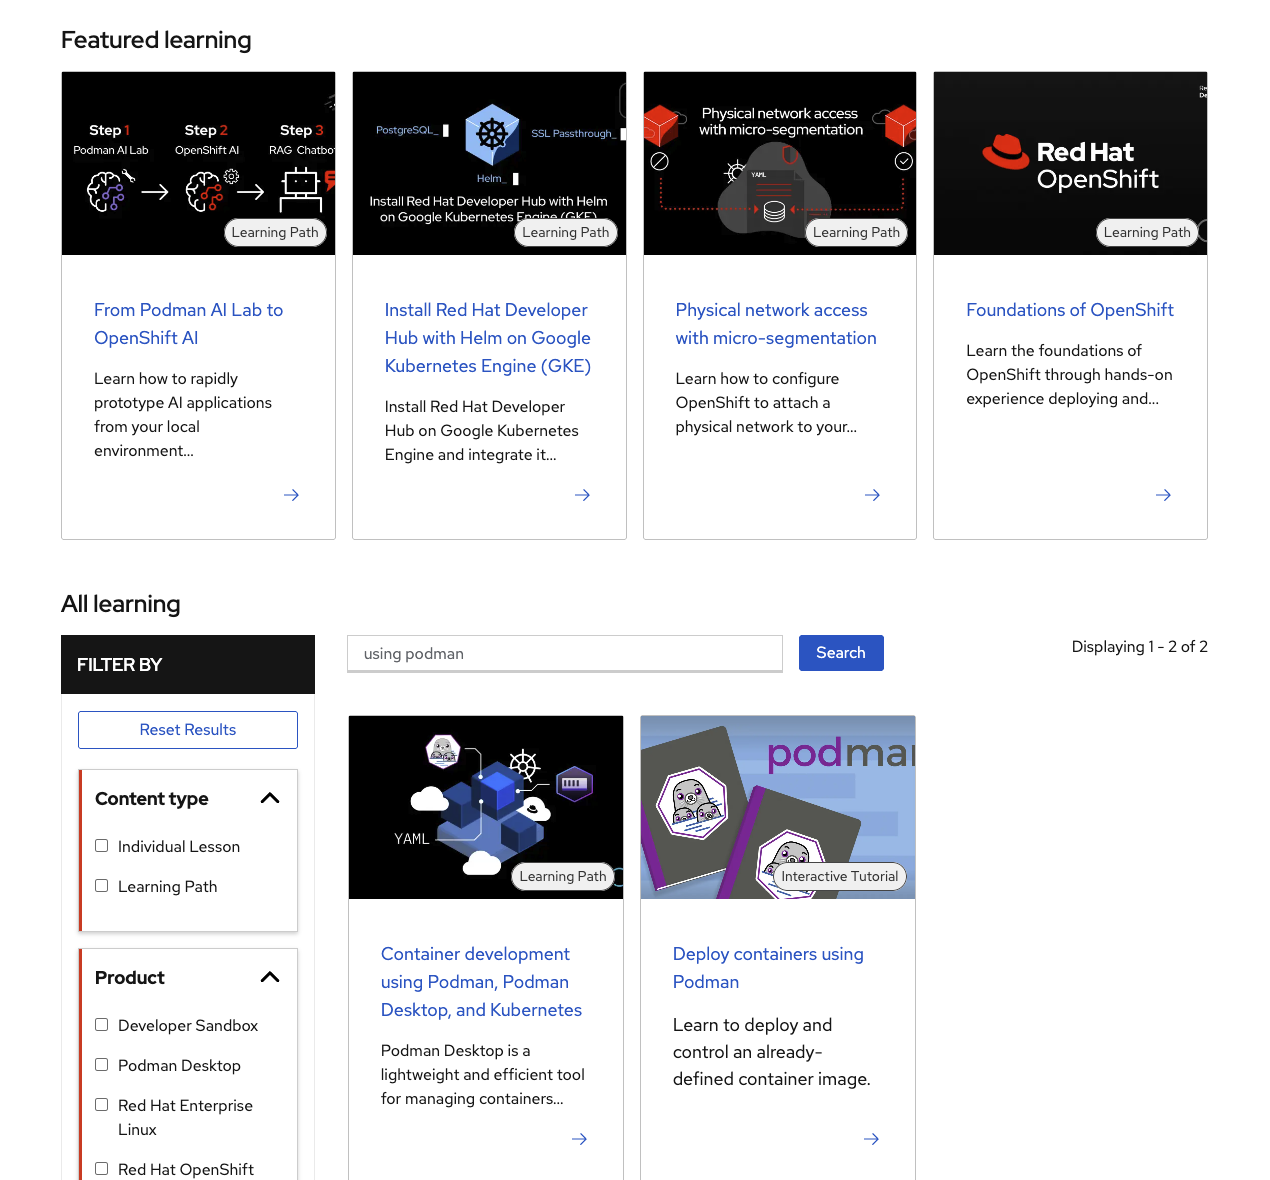 Featured learning
Step 1
Podman AI Lab
Step 2
OpenShift AI
Step 3
RAG Chatbot
Learning Path
From Podman AI Lab to
OpenShift AI
Learn how to rapidly
prototype AI applications
from your local
environment...
PostgreSQL_
SSL Passthrough_
Helm_
Install Red Hat Developer Hub with Helm
on Google Kubernetes Engine (GKE)
Learning Path
Install Red Hat Developer
Hub with Helm on Google
Kubernetes Engine (GKE)
Install Red Hat Developer
Hub on Google Kubernetes
Engine and integrate it...
Physical network access
with micro-segmentation
YAML
Learning Path
Physical network access
with micro-segmentation
Learn how to configure
OpenShift to attach a
physical network to your...
Re
De
Red Hat
OpenShift
Learning Path
Foundations of OpenShift
Learn the foundations of
OpenShift through hands-on
experience deploying and...
All learning
FILTER BY
Reset Results
Content type
Individual Lesson
Learning Path
Product
Developer Sandbox
Podman Desktop
Red Hat Enterprise
Linux
Red Hat OpenShift
using podman
Search
Displaying 1 - 2 of 2
YAML
Learning Path
Container development
using Podman, Podman
Desktop, and Kubernetes
Podman Desktop is a
lightweight and efficient tool
for managing containers...
podman
Interactive Tutorial
Deploy containers using
Podman
Learn to deploy and
control an already-
defined container image.